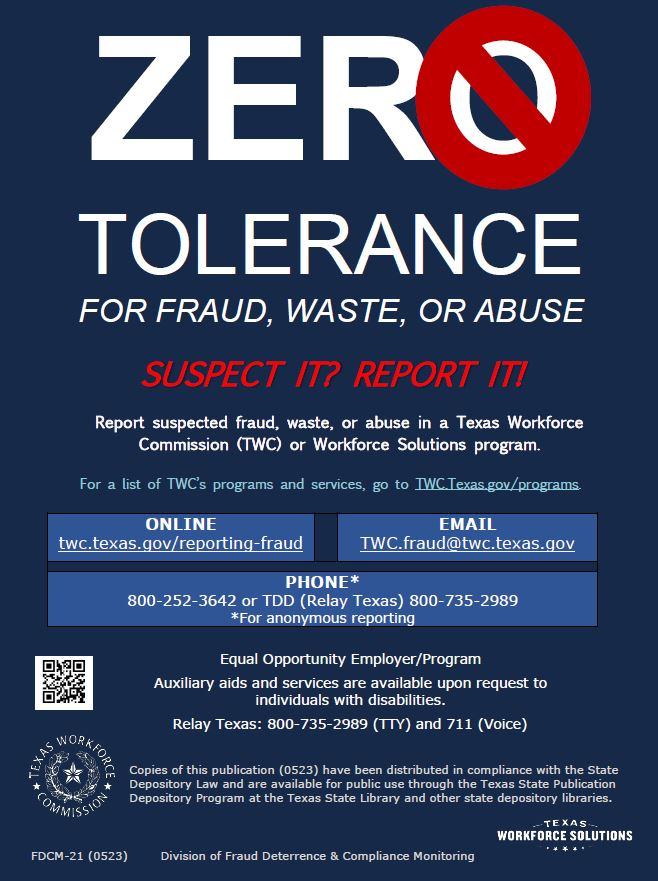 ZERO
TOLERANCE
FOR FRAUD, WASTE, OR ABUSE
SUSPECT IT? REPORT IT!
Report suspected fraud, waste, or abuse in a Texas Workforce
Commission (TWC) or Workforce Solutions program.
For a list of TWC's programs and services, go to TWC.Texas.gov/programs.
ONLINE
twc.texas.gov/reporting-fraud
EMAIL
TWC.fraud@twc.texas.gov
PHONE*
800-252-3642 or TDD (Relay Texas) 800-735-2989
*For anonymous reporting
Equal Opportunity Employer/Program
Auxiliary aids and services are available upon request to
individuals with disabilities.
Relay Texas: 800-735-2989 (TTY) and 711 (Voice)
TEXAS WORKFORCE COMMISSION
Copies of this publication (0523) have been distributed in compliance with the State
Depository Law and are available for public use through the Texas State Publication
Depository Program at the Texas State Library and other state depository libraries.
TEXAS
WORKFORCE SOLUTIONS
FDCM-21 (0523) Division of Fraud Deterrence & Compliance Monitoring